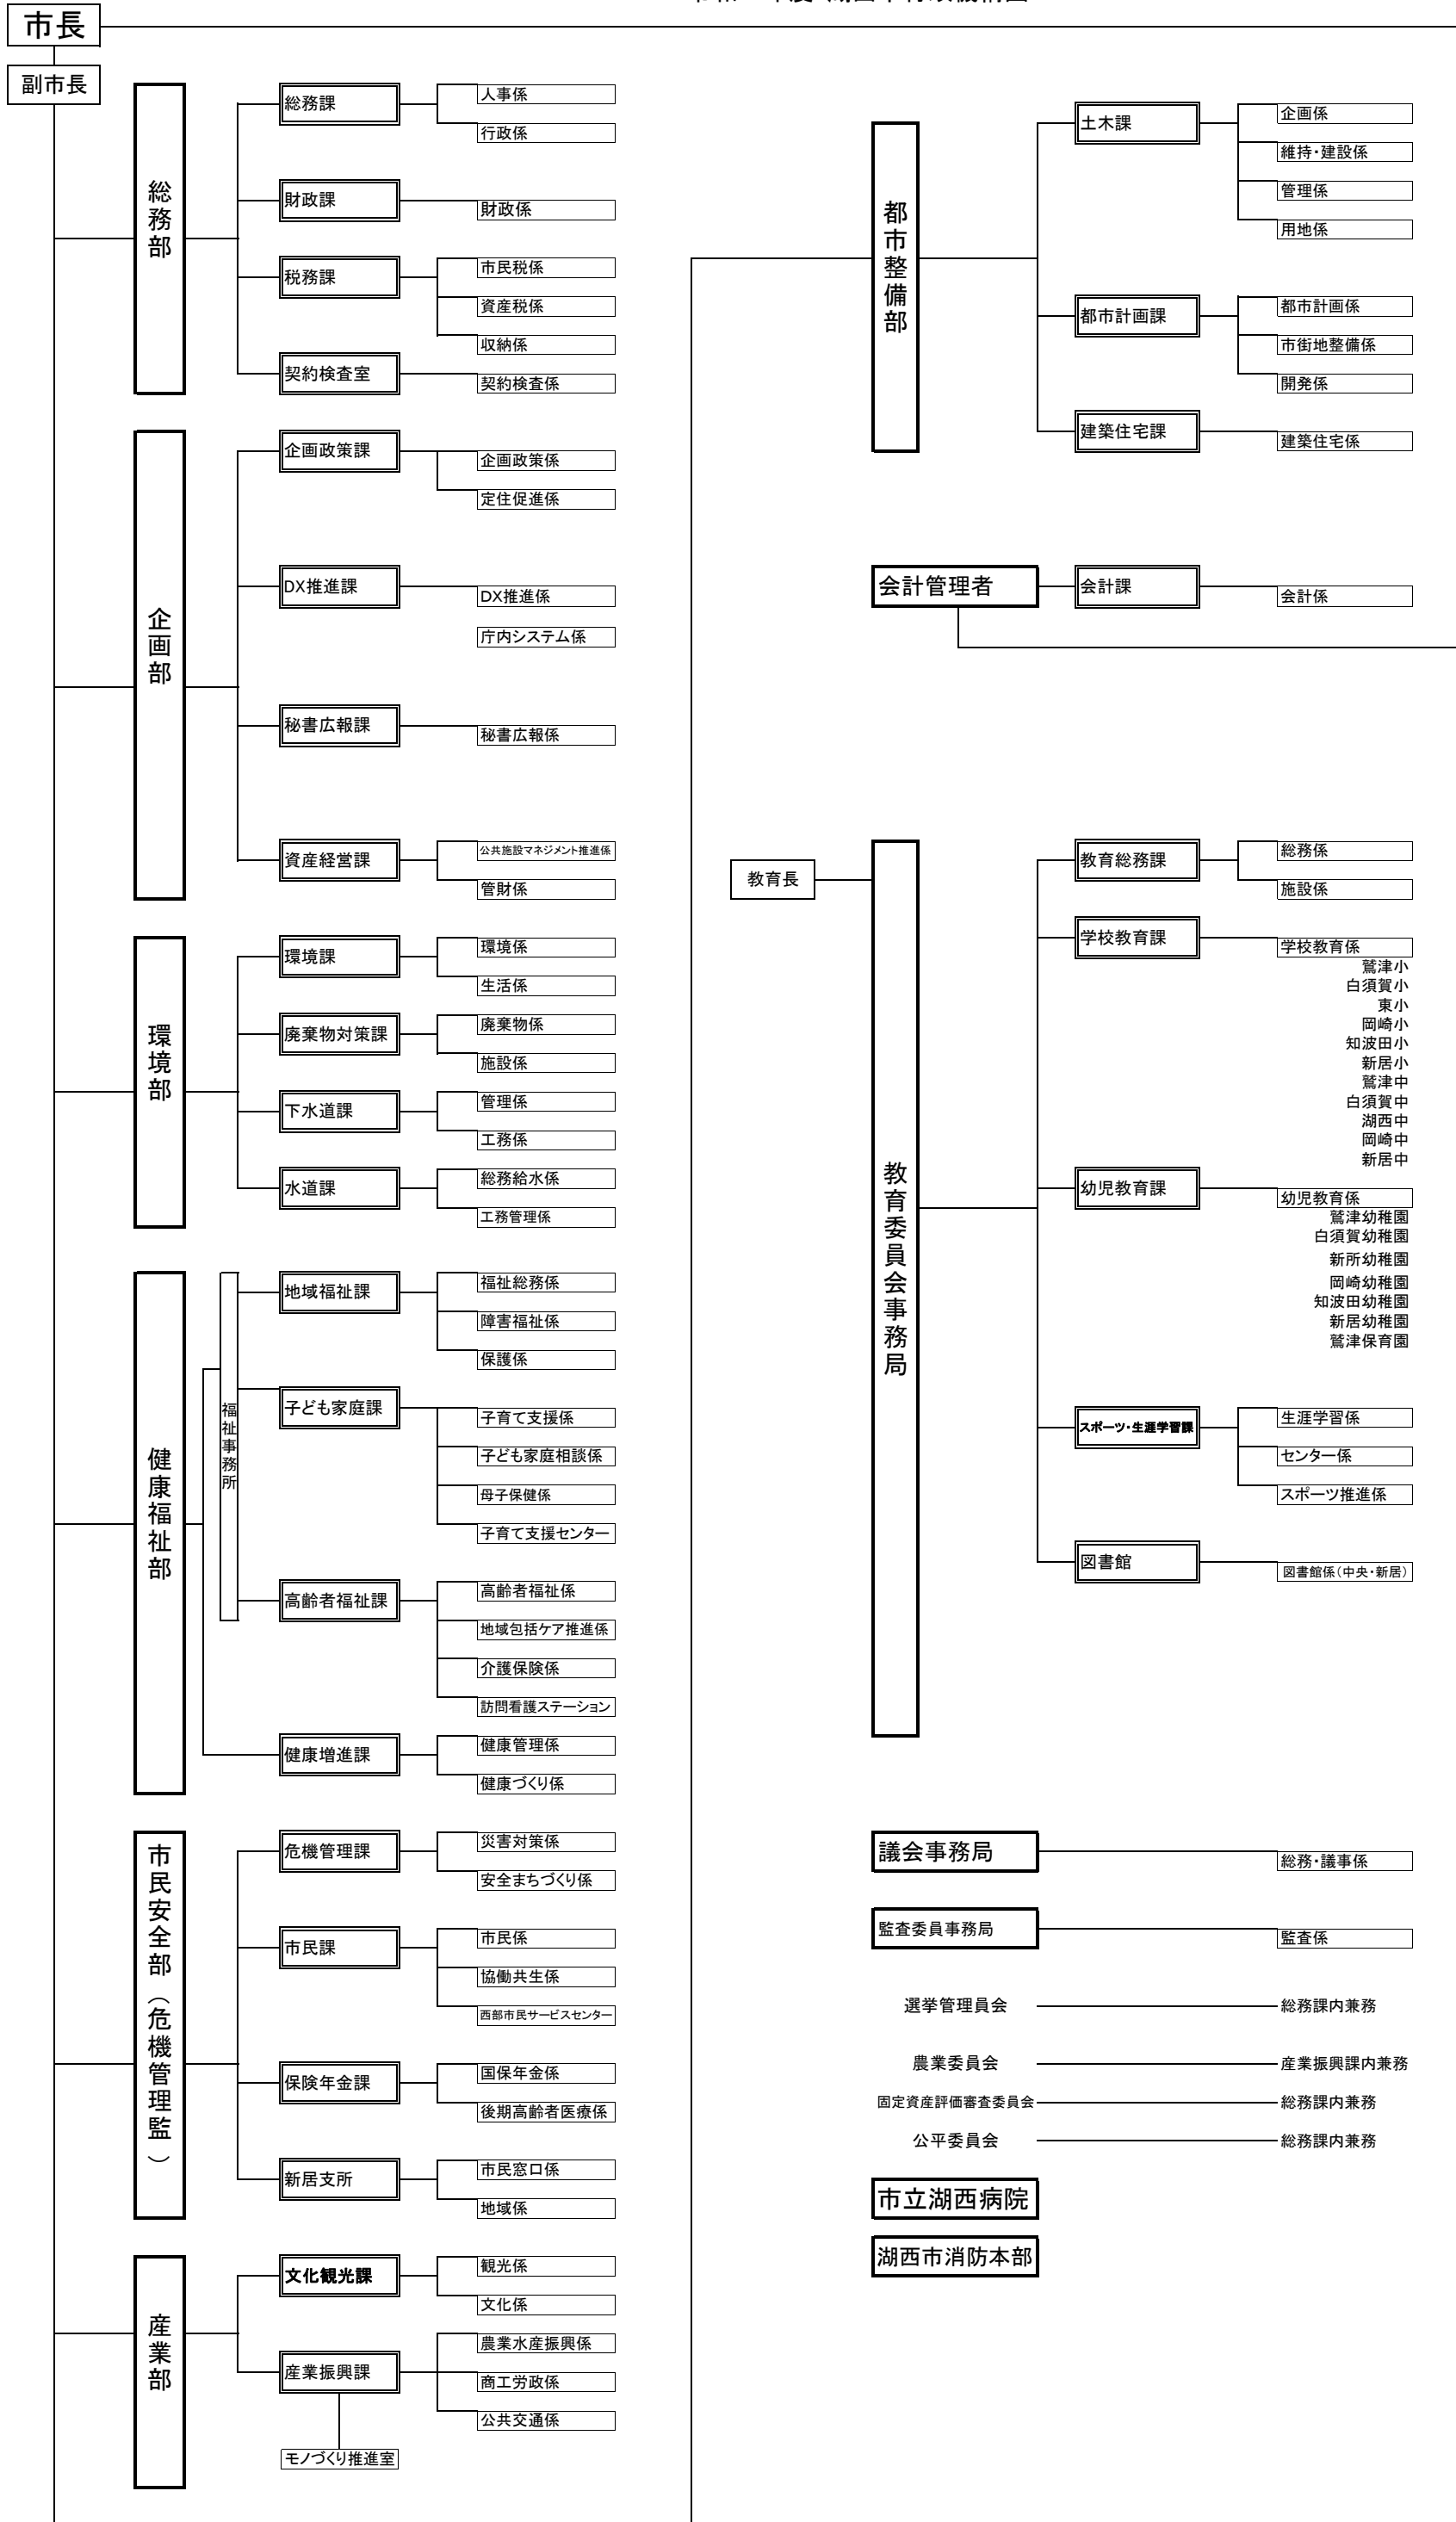 市長
副市長
総務部
総務課
人事係
行政係
財政課
財政係
税務課
市民税係
資産税係
収納係
契約検査室
契約検査係
企画部
企画政策課
企画政策係
定住促進係
DX推進課
DX推進係
庁内システム係
秘書広報課
秘書広報係
資産経営課
公共施設マネジメント推進係
管財係
環境部
環境課
環境係
生活係
廃棄物対策課
廃棄物係
施設係
下水道課
管理係
工務係
水道課
総務給水係
工務管理係
健康福祉部
福祉事務所
地域福祉課
福祉総務係
障害福祉係
保護係
子ども家庭課
子育て支援係
子ども家庭相談係
母子保健係
子育て支援センター
高齢者福祉課
高齢者福祉係
地域包括ケア推進係
介護保険係
訪問看護ステーション
健康増進課
健康管理係
健康づくり係
市民安全部（危機管理監）
危機管理課
災害対策係
安全まちづくり係
市民課
市民係
協働共生係
西部市民サービスセンター
保険年金課
国保年金係
後期高齢者医療係
新居支所
市民窓口係
地域係
産業部
文化観光課
観光係
文化係
産業振興課
農業水産振興係
商工労政係
公共交通係
モノづくり推進室
都市整備部
土木課
企画係
維持・建設係
管理係
用地係
都市計画課
都市計画係
市街地整備係
開発係
建築住宅課
建築住宅係
会計管理者
会計課
会計係
教育長
教育委員会事務局
教育総務課
総務係
施設係
学校教育課
学校教育係
鷲津小
白須賀小
東小
岡崎小
知波田小
新居小
鷲津中
白須賀中
湖西中
岡崎中
新居中
幼児教育課
幼児教育係
鷲津幼稚園
白須賀幼稚園
新所幼稚園
岡崎幼稚園
知波田幼稚園
新居幼稚園
鷲津保育園
スポーツ・生涯学習課
生涯学習係
センター係
スポーツ推進係
図書館
図書館係（中央・新居）
議会事務局
総務・議事係
監査委員事務局
監査係
選挙管理員会
総務課内兼務
農業委員会
産業振興課内兼務
固定資産評価審査委員会
総務課内兼務
公平委員会
総務課内兼務
市立湖西病院
湖西市消防本部